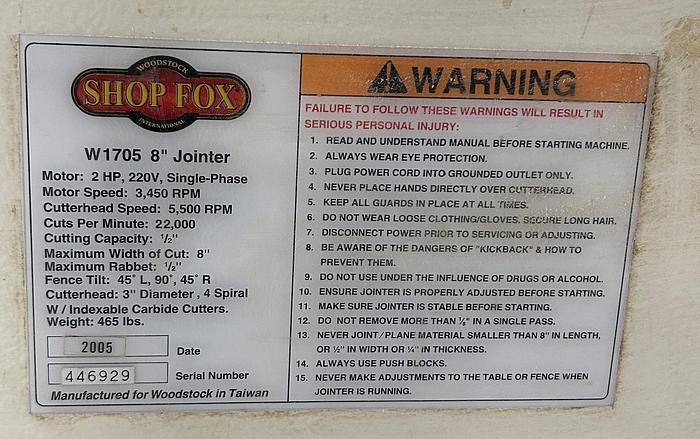 WOODSTOCK
SHOP FOX
INTERNATIONAL
W1705 8" Jointer
Motor: 2 HP, 220V, Single-Phase
Motor Speed: 3,450 RPM
Cutterhead Speed: 5,500 RPM
Cuts Per Minute: 22,000
Cutting Capacity: ½"
Maximum Width of Cut: 8"
Maximum Rabbet: ½"
Fence Tilt: 45˚ L, 90˚, 45˚ R
Cutterhead: 3" Diameter, 4 Spiral
W / Indexable Carbide Cutters.
Weight: 465 lbs.
2005 Date
446929 Serial Number
Manufactured for Woodstock in Taiwan
WARNING
FAILURE TO FOLLOW THESE WARNINGS WILL RESULT IN
SERIOUS PERSONAL INJURY:
1. READ AND UNDERSTAND MANUAL BEFORE STARTING MACHINE.
2. ALWAYS WEAR EYE PROTECTION.
3. PLUG POWER CORD INTO GROUNDED OUTLET ONLY.
4. NEVER PLACE HANDS DIRECTLY OVER CUTTERHEAD.
5. KEEP ALL GUARDS IN PLACE AT ALL TIMES.
6. DO NOT WEAR LOOSE CLOTHING/GLOVES. SECURE LONG HAIR.
7. DISCONNECT POWER PRIOR TO SERVICING OR ADJUSTING.
8. BE AWARE OF THE DANGERS OF "KICKBACK" & HOW TO
PREVENT THEM.
9. DO NOT USE UNDER THE INFLUENCE OF DRUGS OR ALCOHOL.
10. ENSURE JOINTER IS PROPERLY ADJUSTED BEFORE STARTING.
11. MAKE SURE JOINTER IS STABLE BEFORE STARTING.
12. DO NOT REMOVE MORE THAN ⅛" IN A SINGLE PASS.
13. NEVER JOINT/PLANE MATERIAL SMALLER THAN 8" IN LENGTH,
OR ½" IN WIDTH OR ¼" IN THICKNESS.
14. ALWAYS USE PUSH BLOCKS.
15. NEVER MAKE ADJUSTMENTS TO THE TABLE OR FENCE WHEN
JOINTER IS RUNNING.